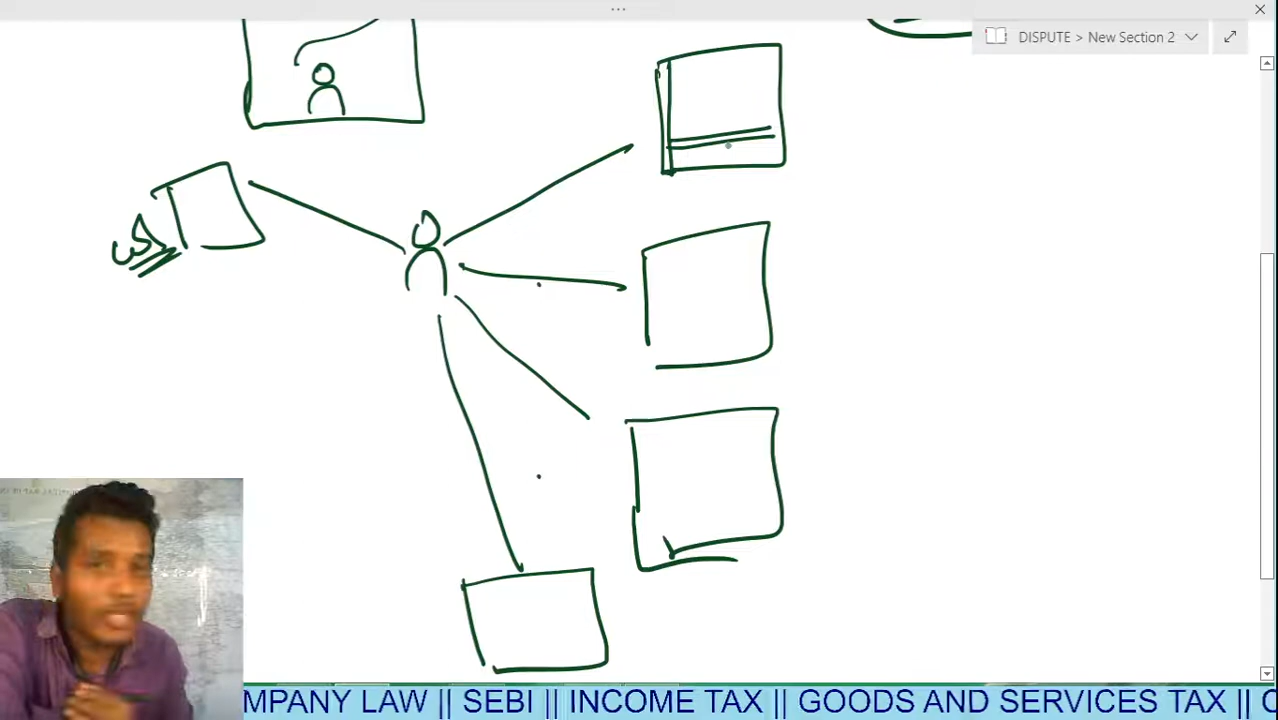 DISPUTE > New Section 2
MPANY LAW || SEBI || INCOME TAX || GOODS AND SERVICES TAX || C